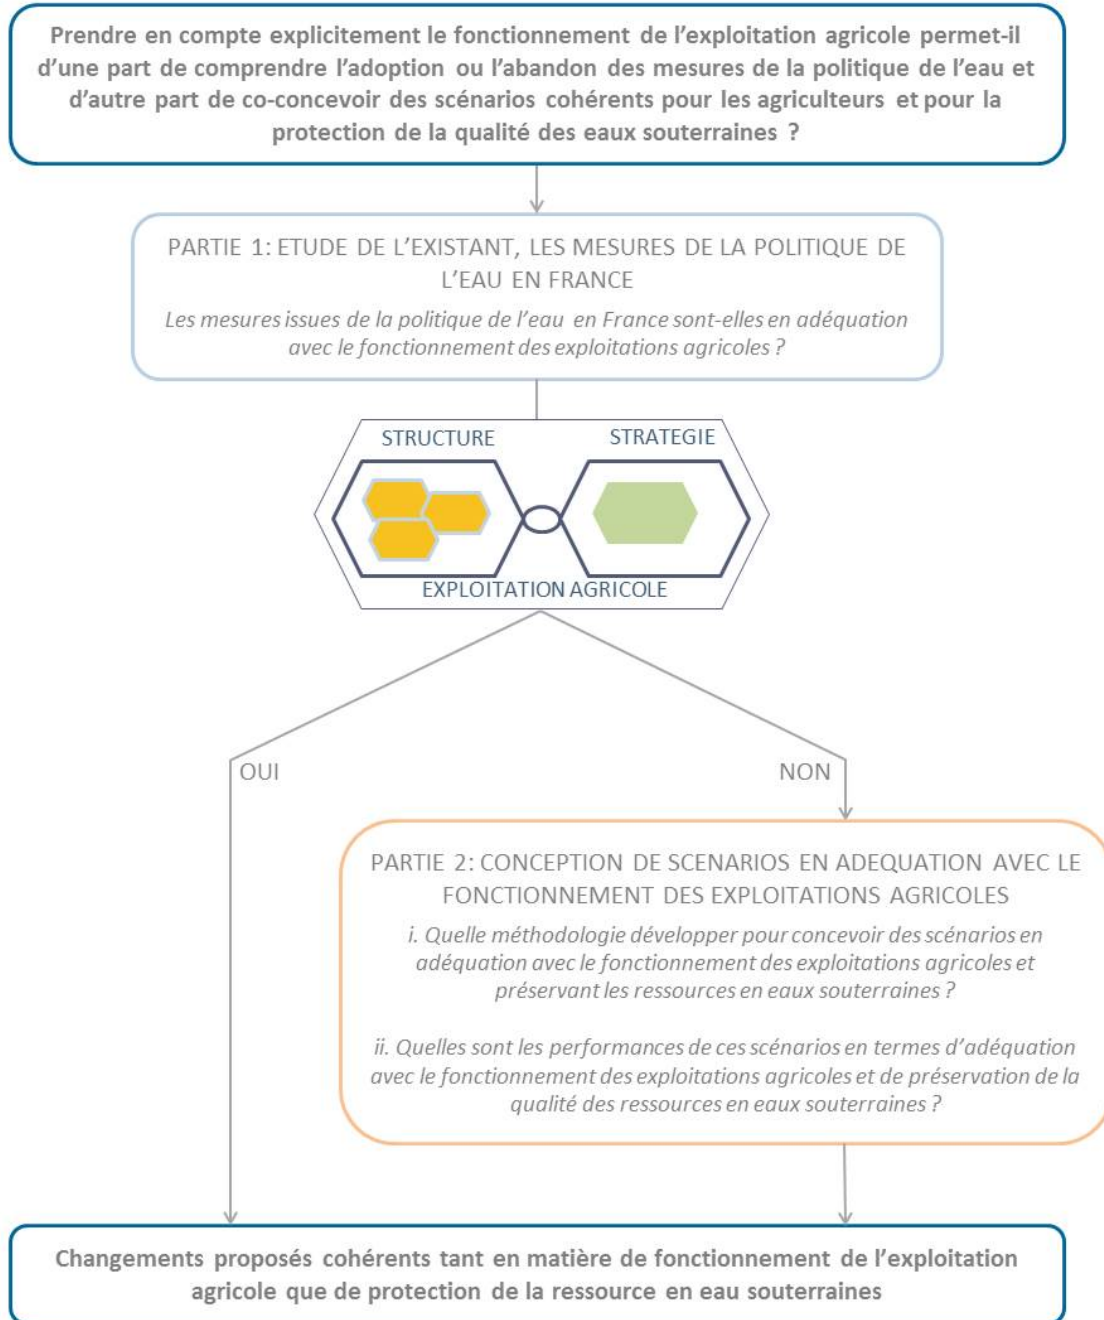 Prendre en compte explicitement le fonctionnement de l’exploitation agricole permet-il
d’une part de comprendre l’adoption ou l’abandon des mesures de la politique de l’eau et
d’autre part de co-concevoir des scénarios cohérents pour les agriculteurs et pour la
protection de la qualité des eaux souterraines ?
PARTIE 1: ETUDE DE L’EXISTANT, LES MESURES DE LA POLITIQUE DE
L’EAU EN FRANCE
Les mesures issues de la politique de l’eau en France sont-elles en adéquation
avec le fonctionnement des exploitations agricoles ?
STRUCTURE
STRATEGIE
EXPLOITATION AGRICOLE
OUI
NON
PARTIE 2: CONCEPTION DE SCENARIOS EN ADEQUATION AVEC LE
FONCTIONNEMENT DES EXPLOITATIONS AGRICOLES
i. Quelle méthodologie développer pour concevoir des scénarios en
adéquation avec le fonctionnement des exploitations agricoles et
préservant les ressources en eaux souterraines ?
ii. Quelles sont les performances de ces scénarios en termes d’adéquation
avec le fonctionnement des exploitations agricoles et de préservation de la
qualité des ressources en eaux souterraines ?
Changements proposés cohérents tant en matière de fonctionnement de l’exploitation
agricole que de protection de la ressource en eau souterraines